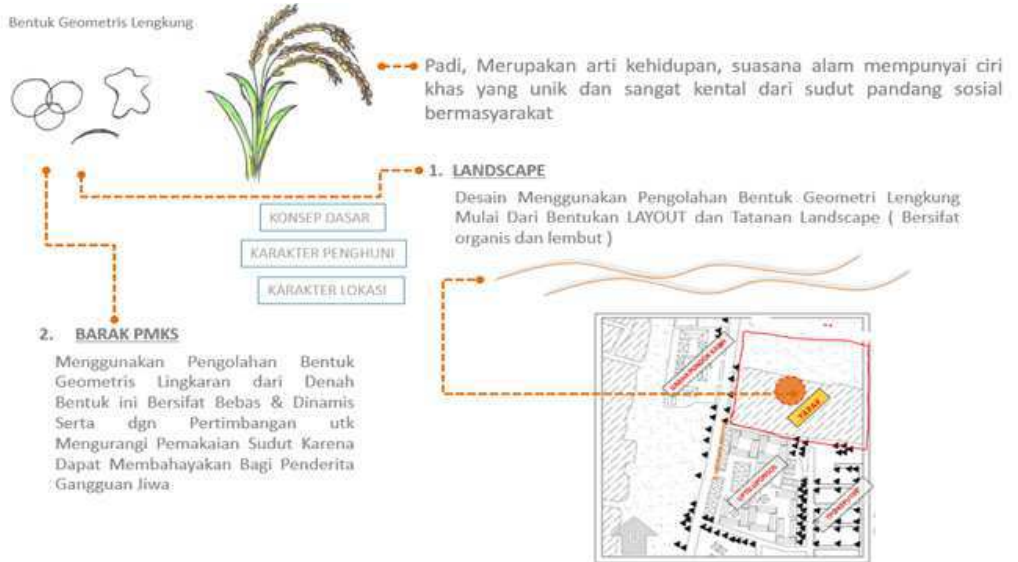 Bentuk Geometris Lengkung
Padi, Merupakan arti kehidupan, suasana alam mempunyai ciri
khas yang unik dan sangat kental dari sudut pandang sosial
bermasyarakat
1. LANDSCAPE
Desain Menggunakan Pengolahan Bentuk Geometri Lengkung
Mulai Dari Bentukan LAYOUT dan Tatanan Landscape ( Bersifat
organis dan lembut )
KONSEP DASAR
KARAKTER PENGHUNI
KARAKTER LOKASI
2. BARAK PMKS
Menggunakan Pengolahan Bentuk
Geometris Lingkaran dari Denah
Bentuk ini Bersifat Bebas & Dinamis
Serta dgn Pertimbangan utk
Mengurangi Pemakaian Sudut Karena
Dapat Membahayakan Bagi Penderita
Gangguan Jiwa
TAPAK